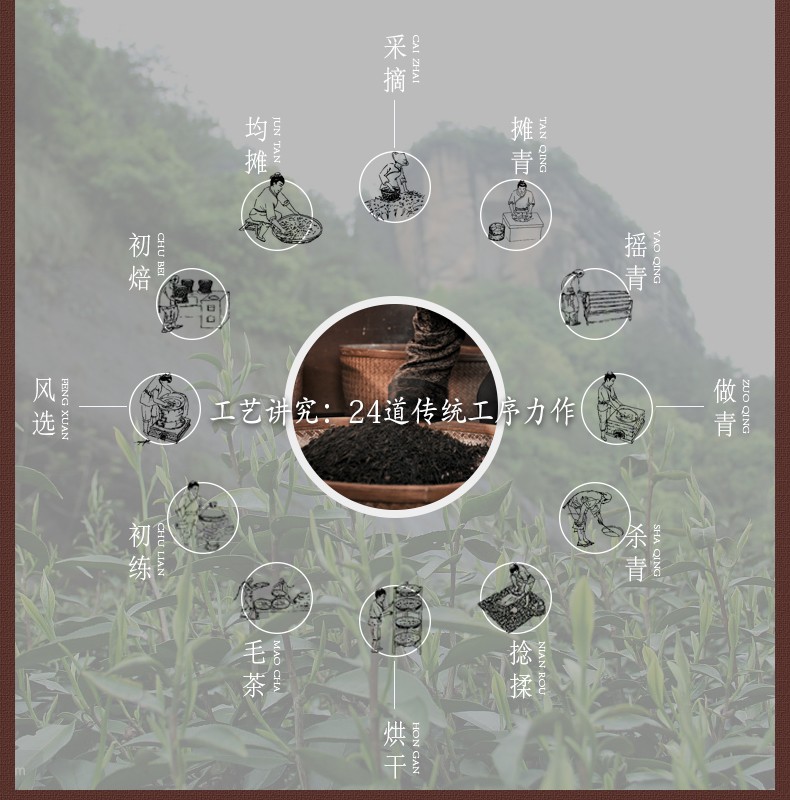 采摘
CAI ZHAI
摊青
TAN QING
摇青
YAO QING
做青
ZUO QING
杀青
SHA QING
捻揉
NIAN ROU
烘干
HON GAN
毛茶
MAO CHA
初练
CHU LIAN
风选
FENG XUAN
初焙
CHU BEI
均摊
JUN TAN
工艺讲究：24道传统工序力作